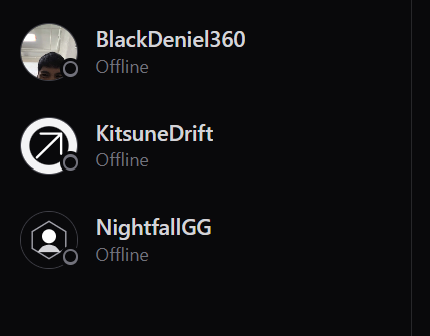 BlackDeniel360
Offline
KitsuneDrift
Offline
NightfallGG
Offline